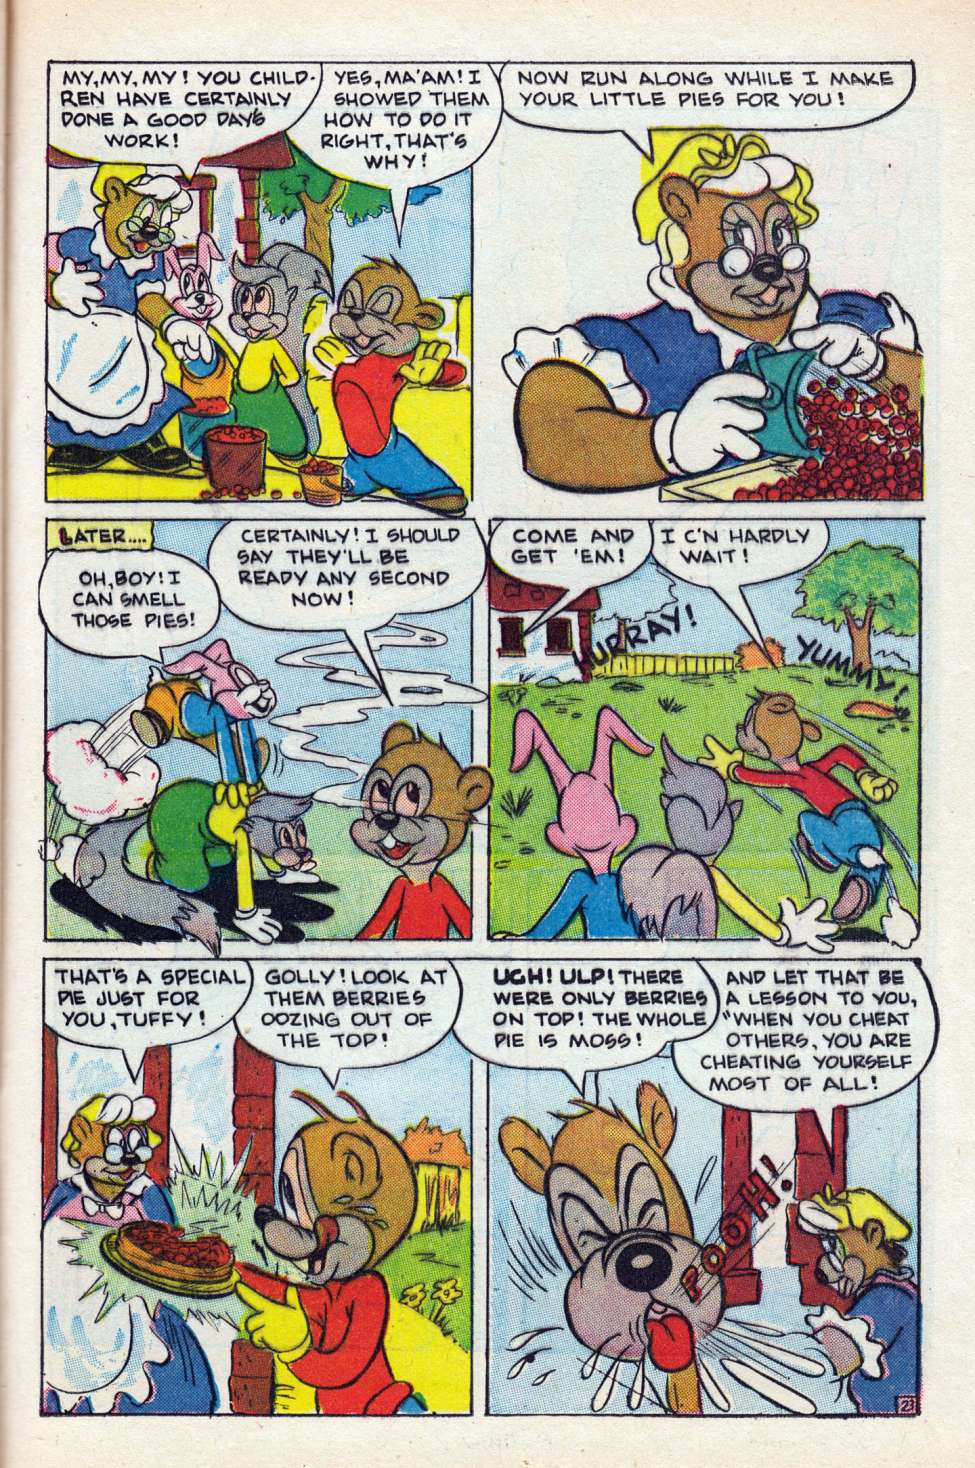 MY, MY, MY! YOU CHILD-
REN HAVE CERTAINLY
DONE A GOOD DAY'S
WORK!
YES, MA'AM! I
SHOWED THEM
HOW TO DO IT
RIGHT, THAT'S
WHY!
NOW RUN ALONG WHILE I MAKE
YOUR LITTLE PIES FOR YOU!
LATER....
OH, BOY! I
CAN SMELL
THOSE PIES!
CERTAINLY! I SHOULD
SAY THEY'LL BE
READY ANY SECOND
NOW!
COME AND
GET 'EM!
I C'N HARDLY
WAIT!
HURRAY!
YUMMY!
THAT'S A SPECIAL
PIE JUST FOR
YOU, TUFFY!
GOLLY! LOOK AT
THEM BERRIES
OOZING OUT OF
THE TOP!
UGH! ULP! THERE
WERE ONLY BERRIES
ON TOP! THE WHOLE
PIE IS MOSS!
AND LET THAT BE
A LESSON TO YOU,
"WHEN YOU CHEAT
OTHERS, YOU ARE
CHEATING YOURSELF
MOST OF ALL!
POOTH!
23